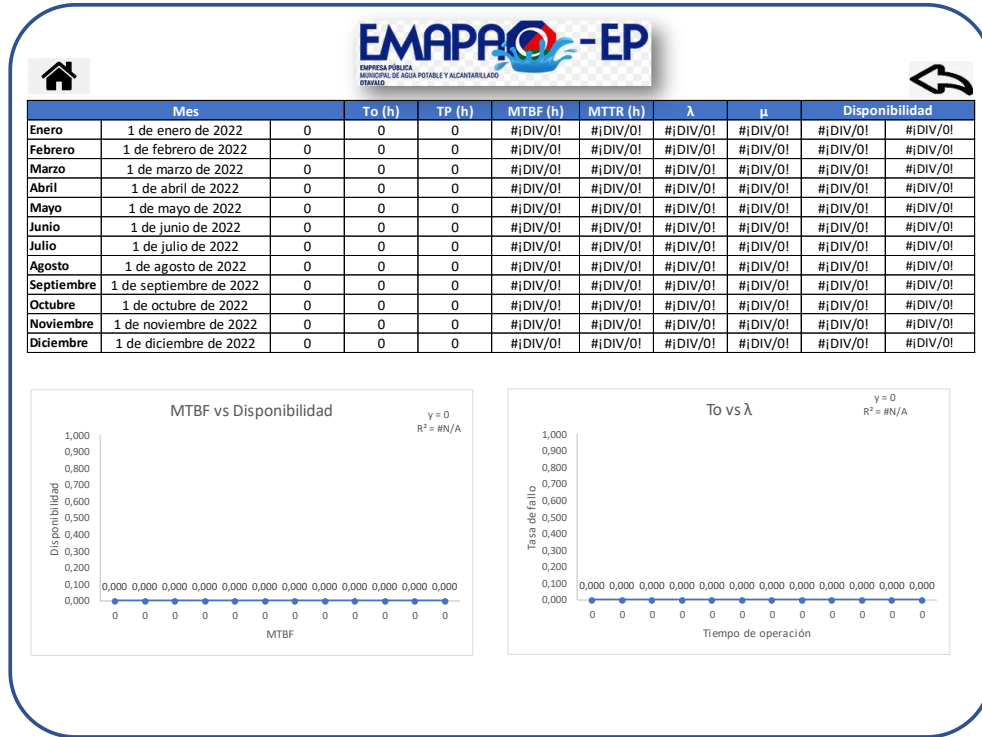 EMAPAO-EP
EMPRESA PÚBLICA
MUNICIPAL DE AGUA POTABLE Y ALCANTARILLADO
OTAVALO
Mes To (h) TP (h) MTBF (h) MTTR (h) λ μ Disponibilidad
Enero 1 de enero de 2022 0 0 0 #¡DIV/0! #¡DIV/0! #¡DIV/0! #¡DIV/0! #¡DIV/0! #¡DIV/0!
Febrero 1 de febrero de 2022 0 0 0 #¡DIV/0! #¡DIV/0! #¡DIV/0! #¡DIV/0! #¡DIV/0! #¡DIV/0!
Marzo 1 de marzo de 2022 0 0 0 #¡DIV/0! #¡DIV/0! #¡DIV/0! #¡DIV/0! #¡DIV/0! #¡DIV/0!
Abril 1 de abril de 2022 0 0 0 #¡DIV/0! #¡DIV/0! #¡DIV/0! #¡DIV/0! #¡DIV/0! #¡DIV/0!
Mayo 1 de mayo de 2022 0 0 0 #¡DIV/0! #¡DIV/0! #¡DIV/0! #¡DIV/0! #¡DIV/0! #¡DIV/0!
Junio 1 de junio de 2022 0 0 0 #¡DIV/0! #¡DIV/0! #¡DIV/0! #¡DIV/0! #¡DIV/0! #¡DIV/0!
Julio 1 de julio de 2022 0 0 0 #¡DIV/0! #¡DIV/0! #¡DIV/0! #¡DIV/0! #¡DIV/0! #¡DIV/0!
Agosto 1 de agosto de 2022 0 0 0 #¡DIV/0! #¡DIV/0! #¡DIV/0! #¡DIV/0! #¡DIV/0! #¡DIV/0!
Septiembre 1 de septiembre de 2022 0 0 0 #¡DIV/0! #¡DIV/0! #¡DIV/0! #¡DIV/0! #¡DIV/0! #¡DIV/0!
Octubre 1 de octubre de 2022 0 0 0 #¡DIV/0! #¡DIV/0! #¡DIV/0! #¡DIV/0! #¡DIV/0! #¡DIV/0!
Noviembre 1 de noviembre de 2022 0 0 0 #¡DIV/0! #¡DIV/0! #¡DIV/0! #¡DIV/0! #¡DIV/0! #¡DIV/0!
Diciembre 1 de diciembre de 2022 0 0 0 #¡DIV/0! #¡DIV/0! #¡DIV/0! #¡DIV/0! #¡DIV/0! #¡DIV/0!
MTBF vs Disponibilidad
y = 0
R² = #N/A
Disponibilidad
1,000
0,900
0,800
0,700
0,600
0,500
0,400
0,300
0,200
0,100
0,000
0,000 0,000 0,000 0,000 0,000 0,000 0,000 0,000 0,000 0,000 0,000 0,000
0 0 0 0 0 0 0 0 0 0 0 0
MTBF
To vs λ
y = 0
R² = #N/A
Tasa de fallo
1,000
0,900
0,800
0,700
0,600
0,500
0,400
0,300
0,200
0,100
0,000
0,000 0,000 0,000 0,000 0,000 0,000 0,000 0,000 0,000 0,000 0,000 0,000
0 0 0 0 0 0 0 0 0 0 0 0
Tiempo de operación